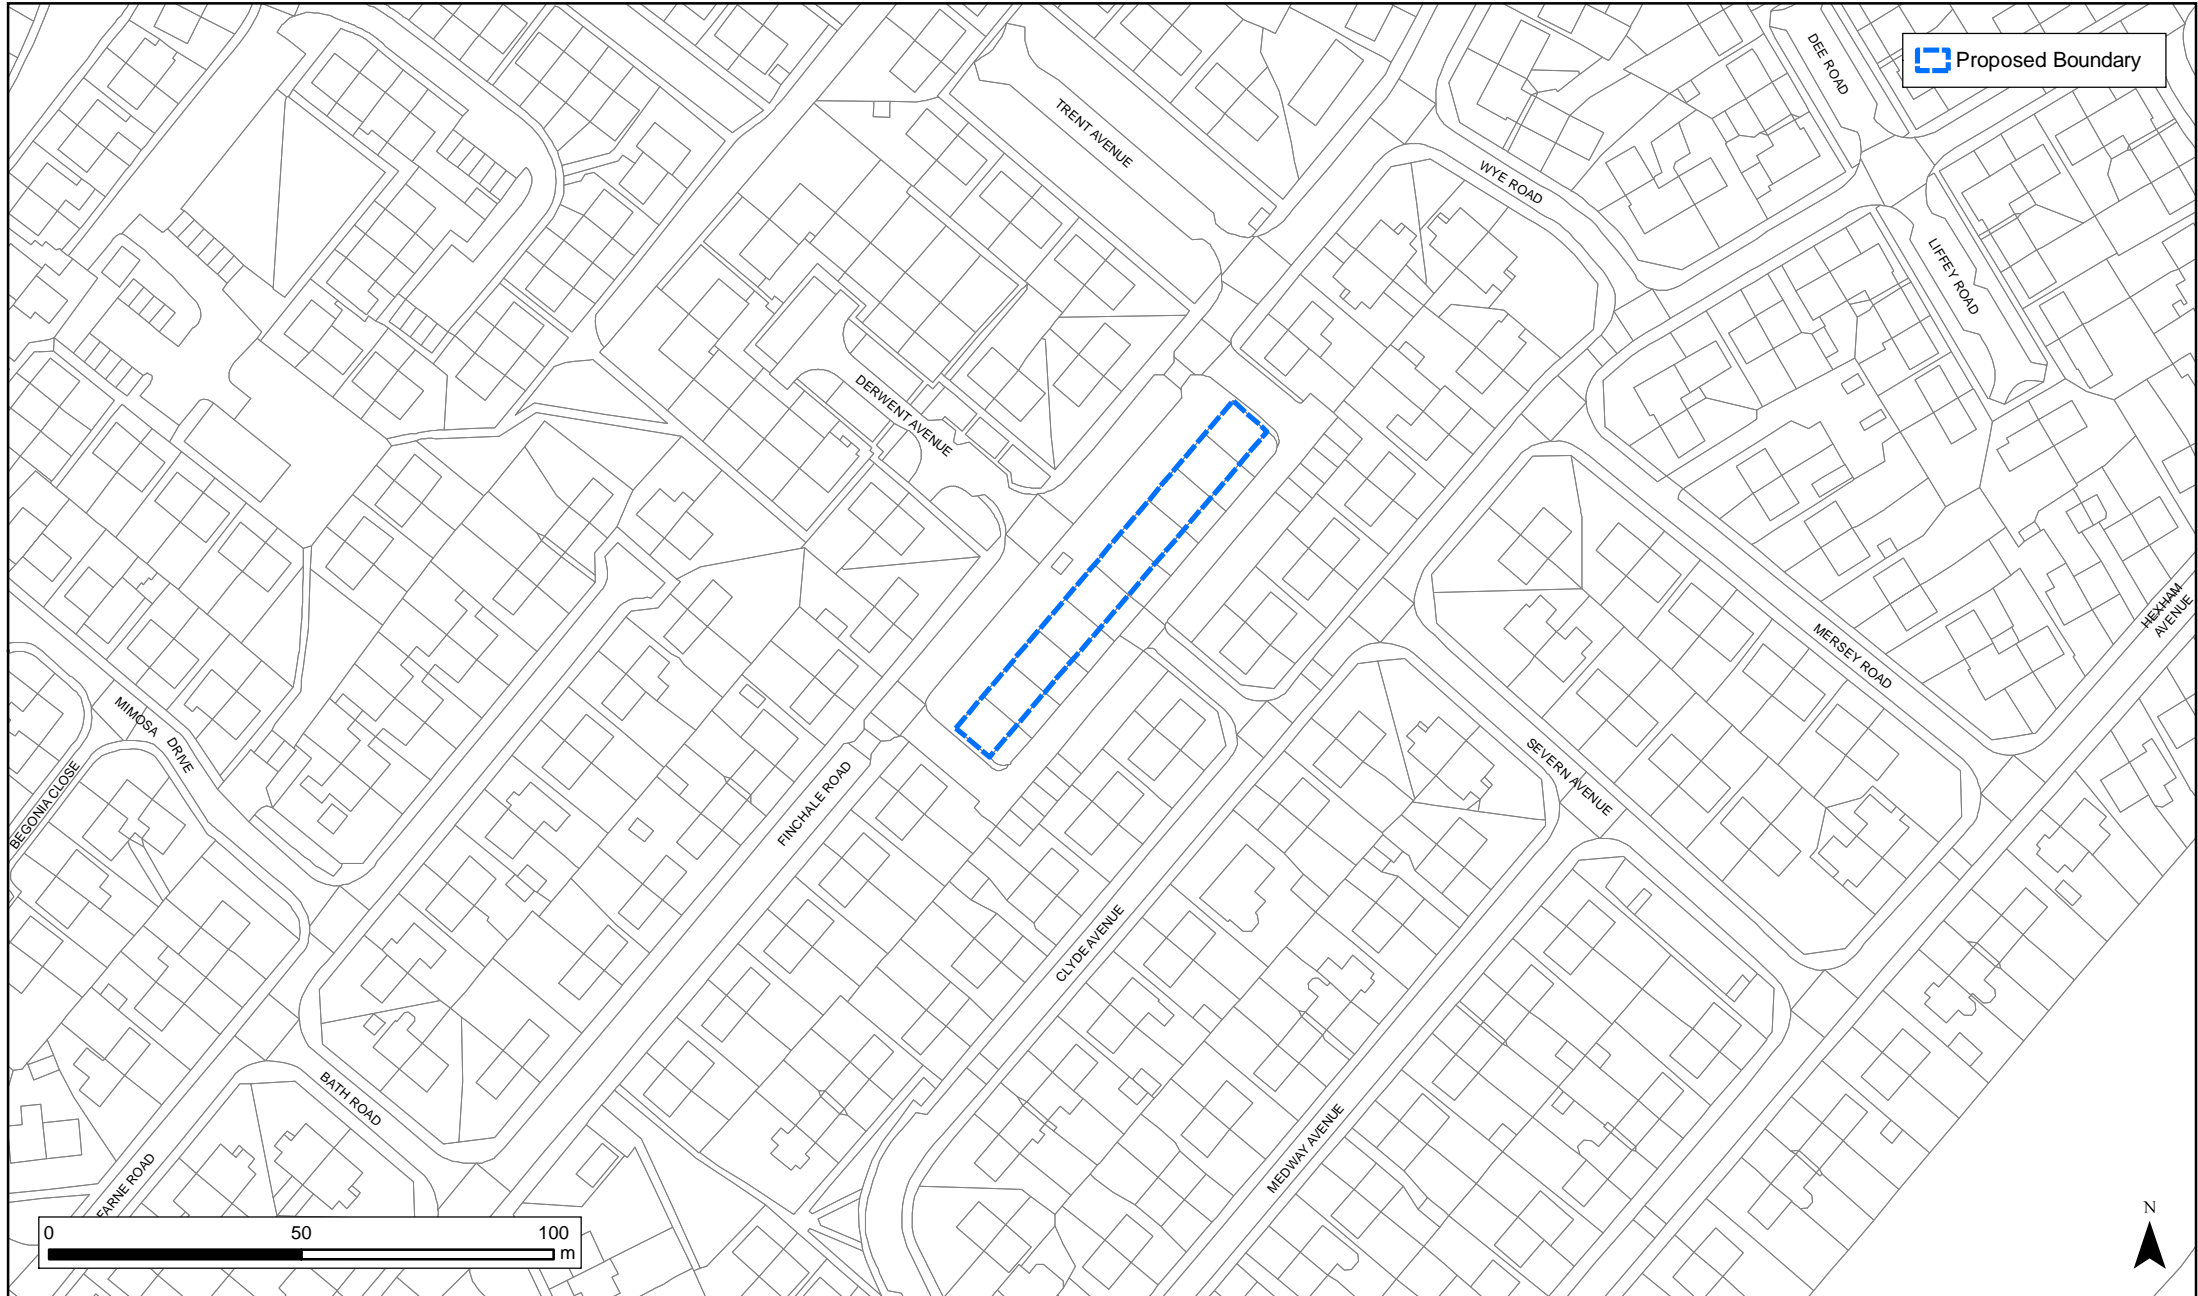 Proposed Boundary
DEE ROAD
TRENT AVENUE
WYE ROAD
LIFFEY ROAD
DERWENT AVENUE
HEXHAM
AVENUE
MERSEY ROAD
MIMOSA
DRIVE
SEVERN AVENUE
BEGONIA CLOSE
FINCHALE ROAD
CLYDE AVENUE
BATH ROAD
MEDWAY AVENUE
FARNE ROAD
N
0 50 100
m